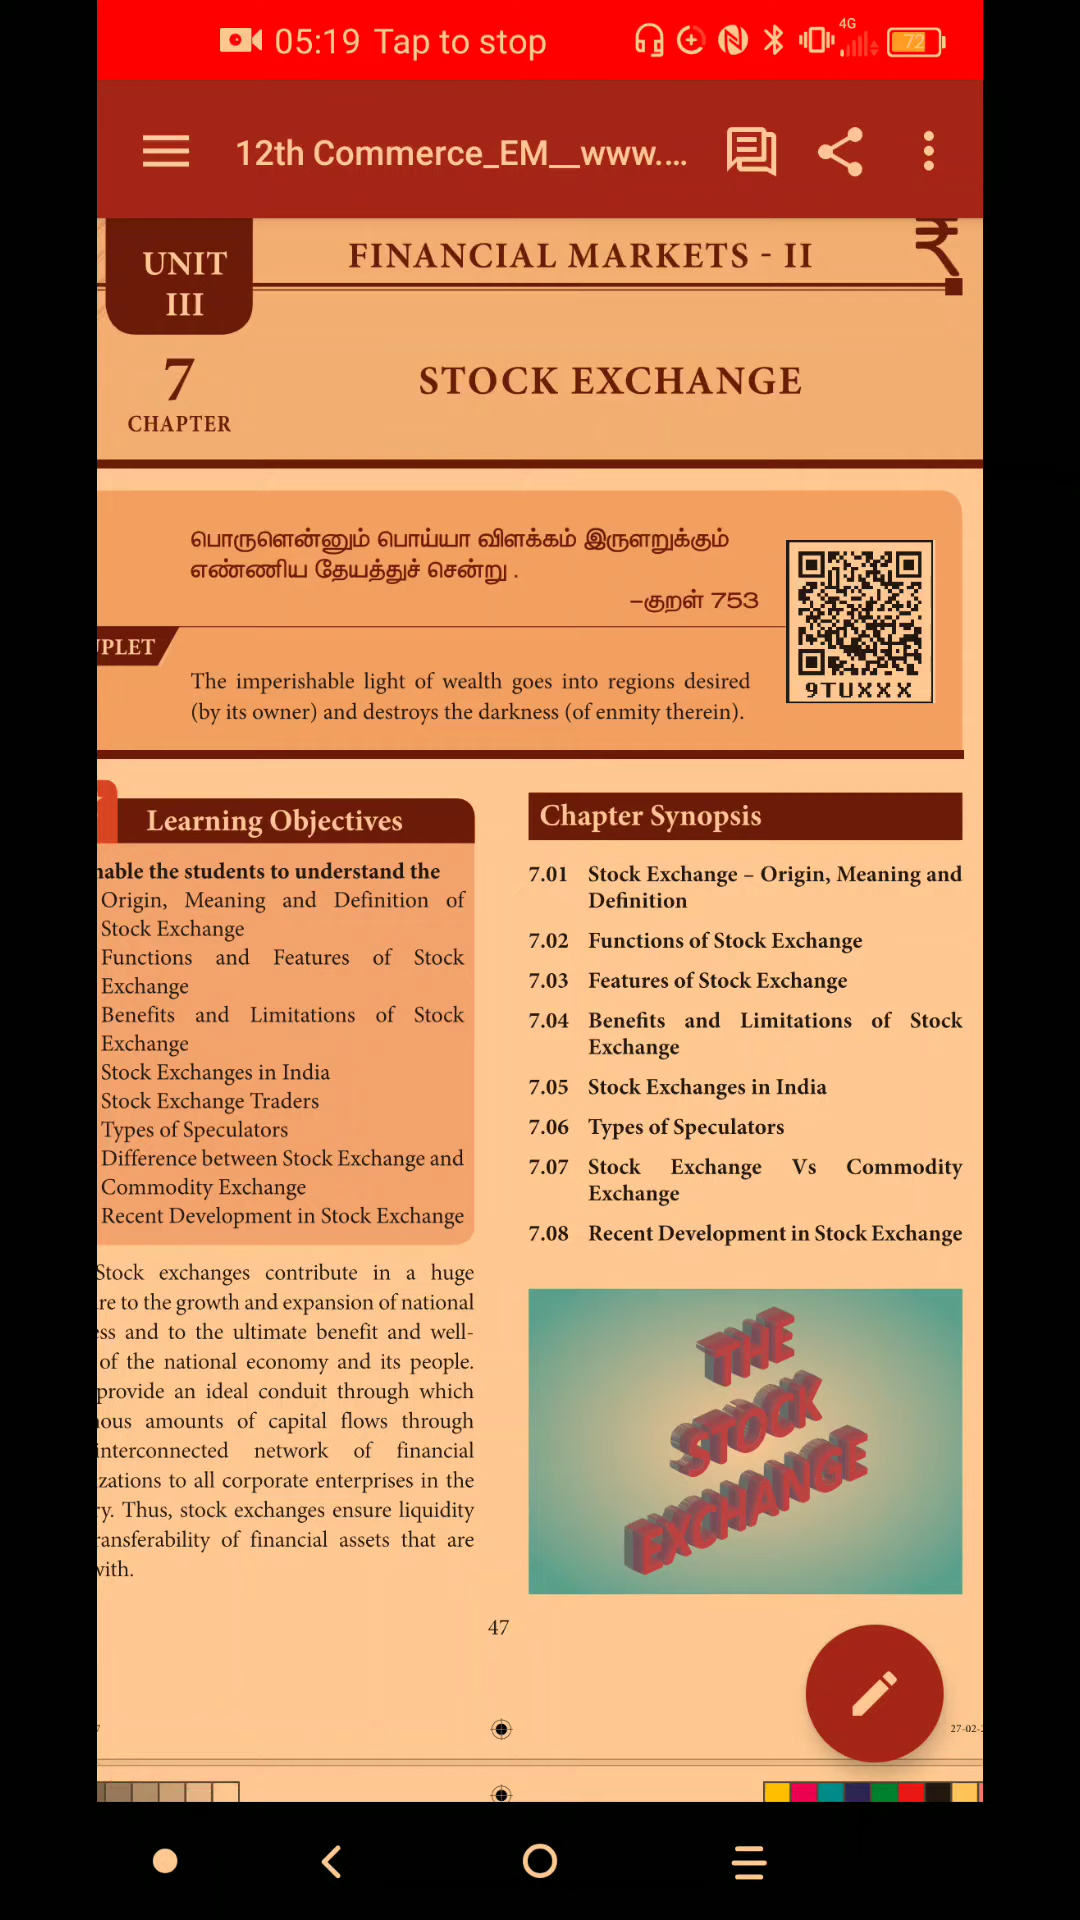 05:19 Tap to stop
4G
72
12th Commerce_EM__www....
UNIT
III
FINANCIAL MARKETS - II
₹
7
CHAPTER
STOCK EXCHANGE
பொருளென்னும் பொய்யா விளக்கம் இருளறுக்கும்
எண்ணிய தேயத்துச் சென்று .
–குறள் 753
UPLET
The imperishable light of wealth goes into regions desired
(by its owner) and destroys the darkness (of enmity therein).
9TUXXX
Learning Objectives
nable the students to understand the
Origin, Meaning and Definition of
Stock Exchange
Functions and Features of Stock
Exchange
Benefits and Limitations of Stock
Exchange
Stock Exchanges in India
Stock Exchange Traders
Types of Speculators
Difference between Stock Exchange and
Commodity Exchange
Recent Development in Stock Exchange
Stock exchanges contribute in a huge
re to the growth and expansion of national
ss and to the ultimate benefit and well-
of the national economy and its people.
provide an ideal conduit through which
ous amounts of capital flows through
interconnected network of financial
zations to all corporate enterprises in the
ry. Thus, stock exchanges ensure liquidity
ransferability of financial assets that are
with.
Chapter Synopsis
7.01 Stock Exchange – Origin, Meaning and
Definition
7.02 Functions of Stock Exchange
7.03 Features of Stock Exchange
7.04 Benefits and Limitations of Stock
Exchange
7.05 Stock Exchanges in India
7.06 Types of Speculators
7.07 Stock Exchange Vs Commodity
Exchange
7.08 Recent Development in Stock Exchange
THE
STOCK
EXCHANGE
47
27-02-